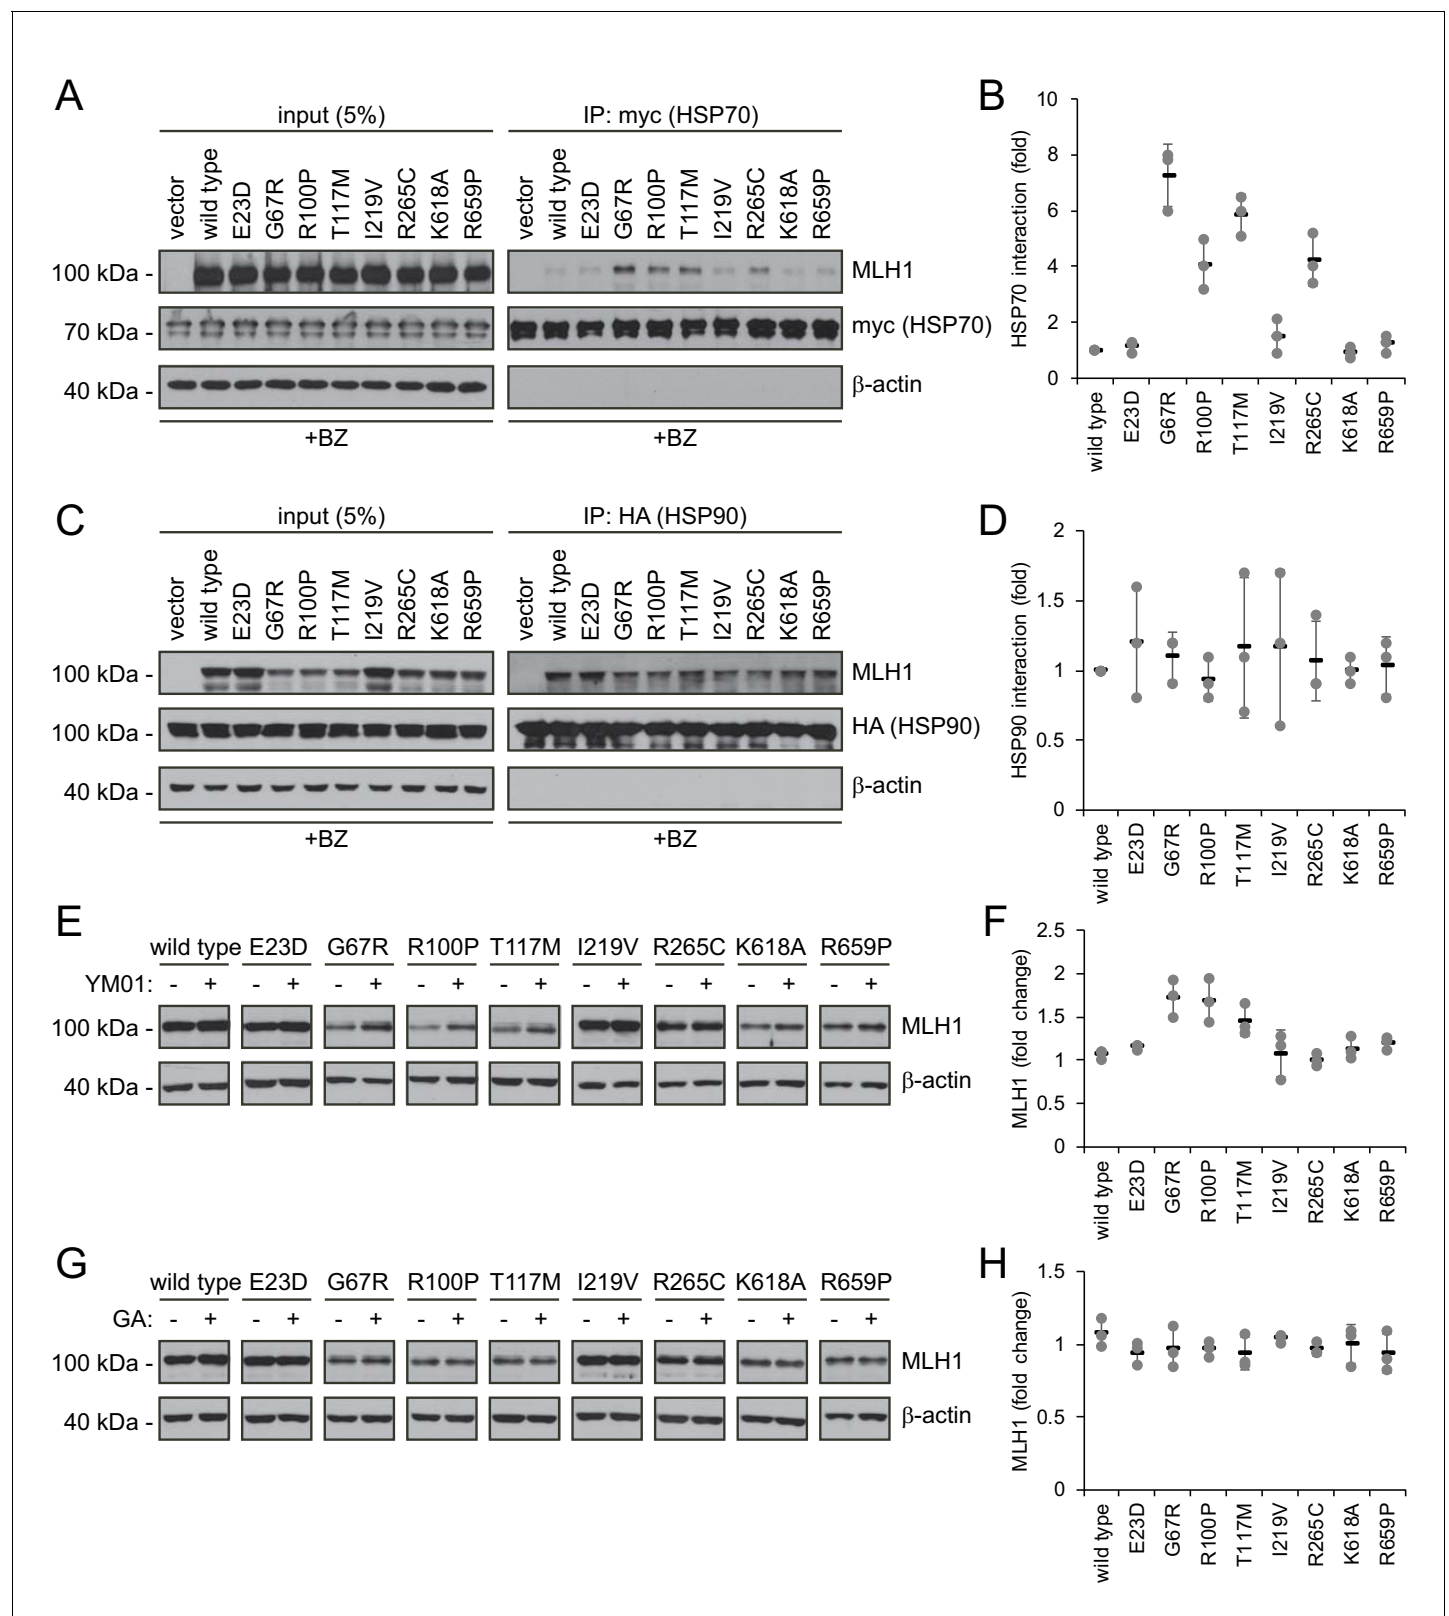 A
input (5%)
IP: myc (HSP70)
vector
wild type
E23D
G67R
R100P
T117M
I219V
R265C
K618A
R659P
vector
wild type
E23D
G67R
R100P
T117M
I219V
R265C
K618A
R659P
100 kDa -
MLH1
70 kDa -
myc (HSP70)
40 kDa -
β-actin
+BZ
+BZ
B
HSP70 interaction (fold)
10
8
6
4
2
0
wild type
E23D
G67R
R100P
T117M
I219V
R265C
K618A
R659P
C
input (5%)
IP: HA (HSP90)
vector
wild type
E23D
G67R
R100P
T117M
I219V
R265C
K618A
R659P
vector
wild type
E23D
G67R
R100P
T117M
I219V
R265C
K618A
R659P
100 kDa -
MLH1
100 kDa -
HA (HSP90)
40 kDa -
β-actin
+BZ
+BZ
D
HSP90 interaction (fold)
2
1.5
1
0.5
0
wild type
E23D
G67R
R100P
T117M
I219V
R265C
K618A
R659P
E
wild type E23D G67R R100P T117M I219V R265C K618A R659P
YM01: - + - + - + - + - + - + - + - + - +
100 kDa -
MLH1
40 kDa -
β-actin
F
MLH1 (fold change)
2.5
2
1.5
1
0.5
0
wild type
E23D
G67R
R100P
T117M
I219V
R265C
K618A
R659P
G
wild type E23D G67R R100P T117M I219V R265C K618A R659P
GA: - + - + - + - + - + - + - + - + - +
100 kDa -
MLH1
40 kDa -
β-actin
H
MLH1 (fold change)
1.5
1
0.5
0
wild type
E23D
G67R
R100P
T117M
I219V
R265C
K618A
R659P